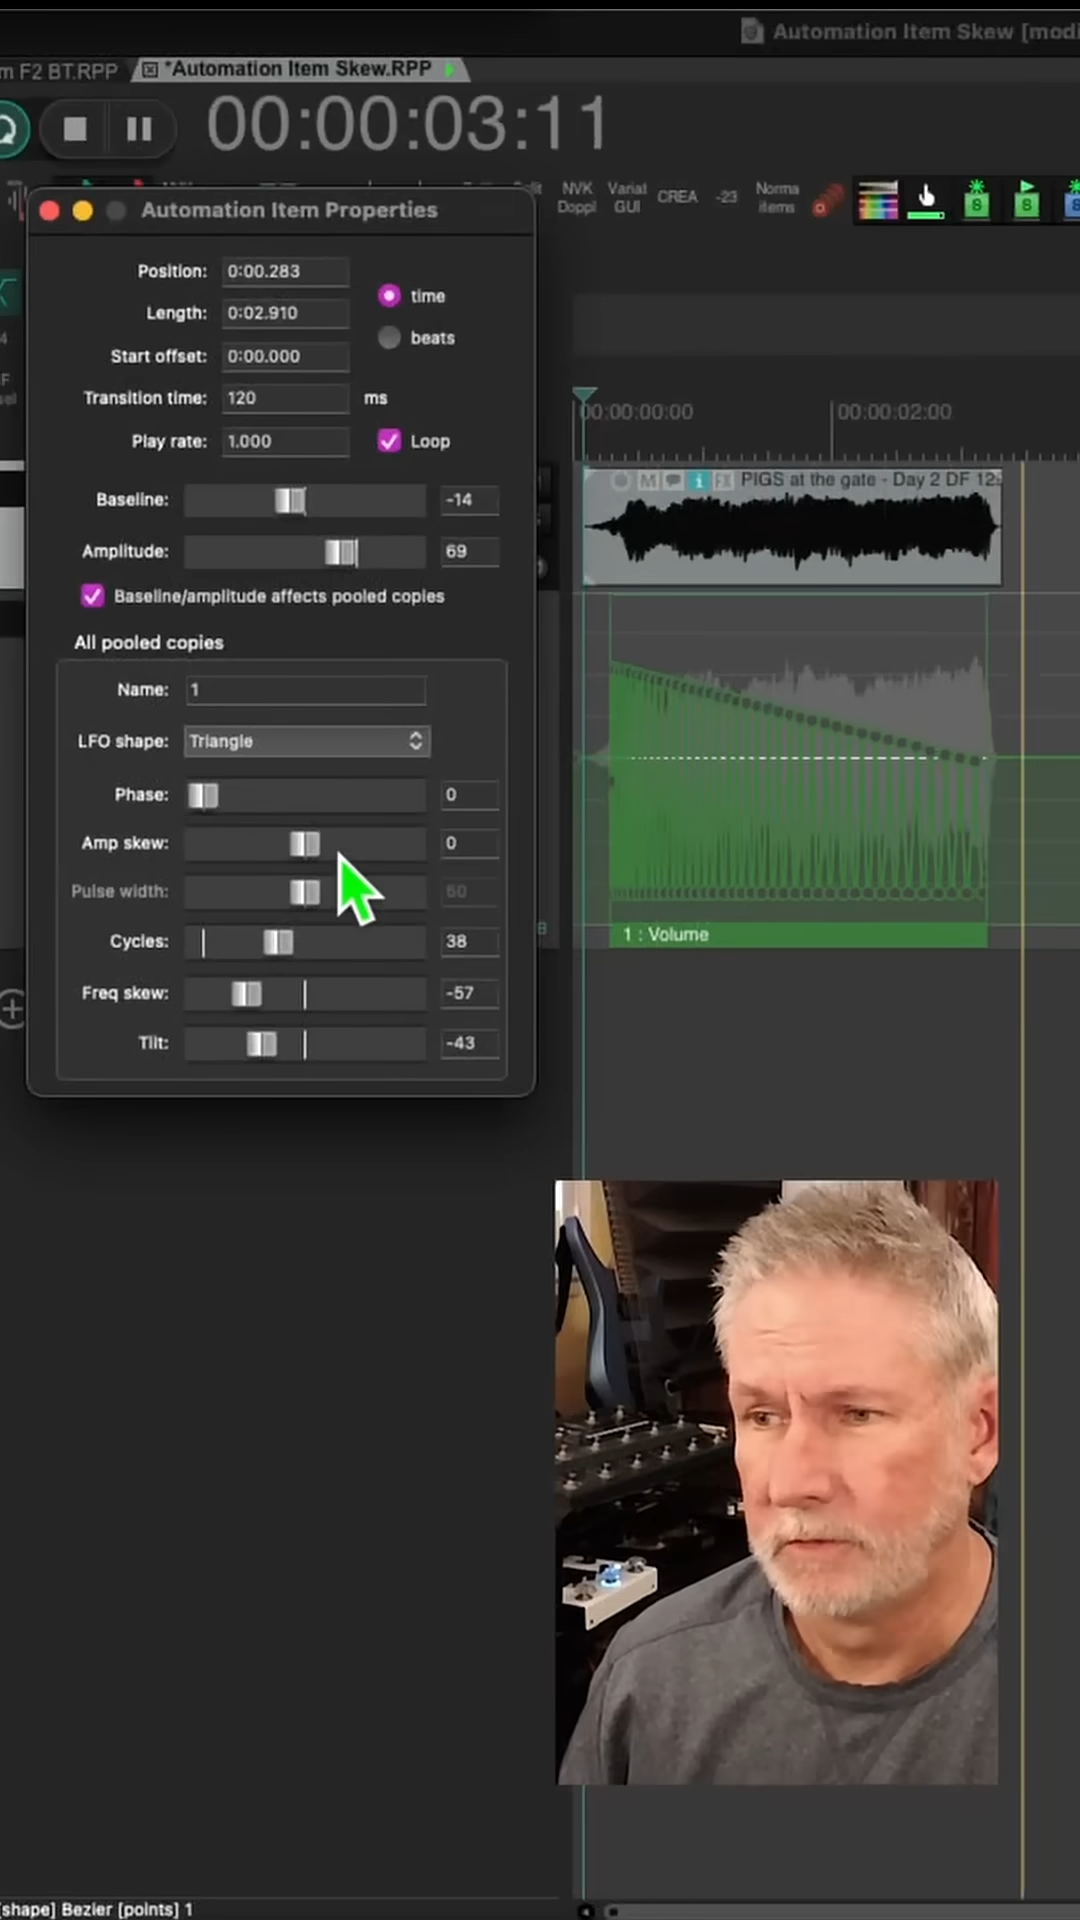 Automation Item Skew [modi
m F2 BT.RPP
*Automation Item Skew.RPP
00:00:03:11
NVK
Doppl
Variat
GUI
CREA
-23
Norma
items
8
8
8
Automation Item Properties
Position: 0:00.283
time
Length: 0:02.910
beats
Start offset: 0:00.000
Transition time: 120 ms
Play rate: 1.000
Loop
00:00:00:00
00:00:02:00
M i FX PIGS at the gate - Day 2 DF 12
Baseline: -14
Amplitude: 69
Baseline/amplitude affects pooled copies
All pooled copies
Name: 1
LFO shape: Triangle
Phase: 0
Amp skew: 0
Pulse width: 50
Cycles: 38
1 : Volume
Freq skew: -57
Tilt: -43
[shape] Bezier [points] 1